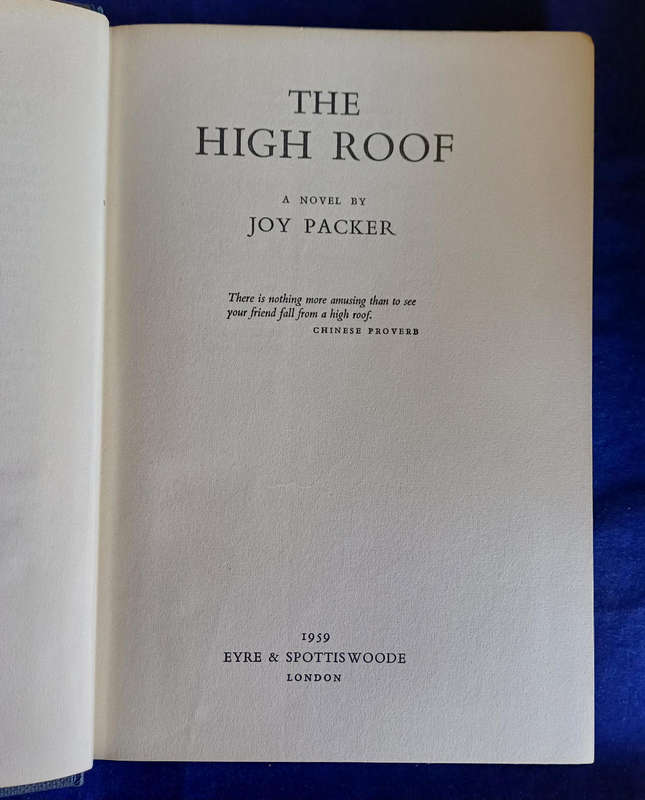 THE
HIGH ROOF
A NOVEL BY
JOY PACKER
There is nothing more amusing than to see
your friend fall from a high roof.
CHINESE PROVERB
1959
EYRE & SPOTTISWOODE
LONDON